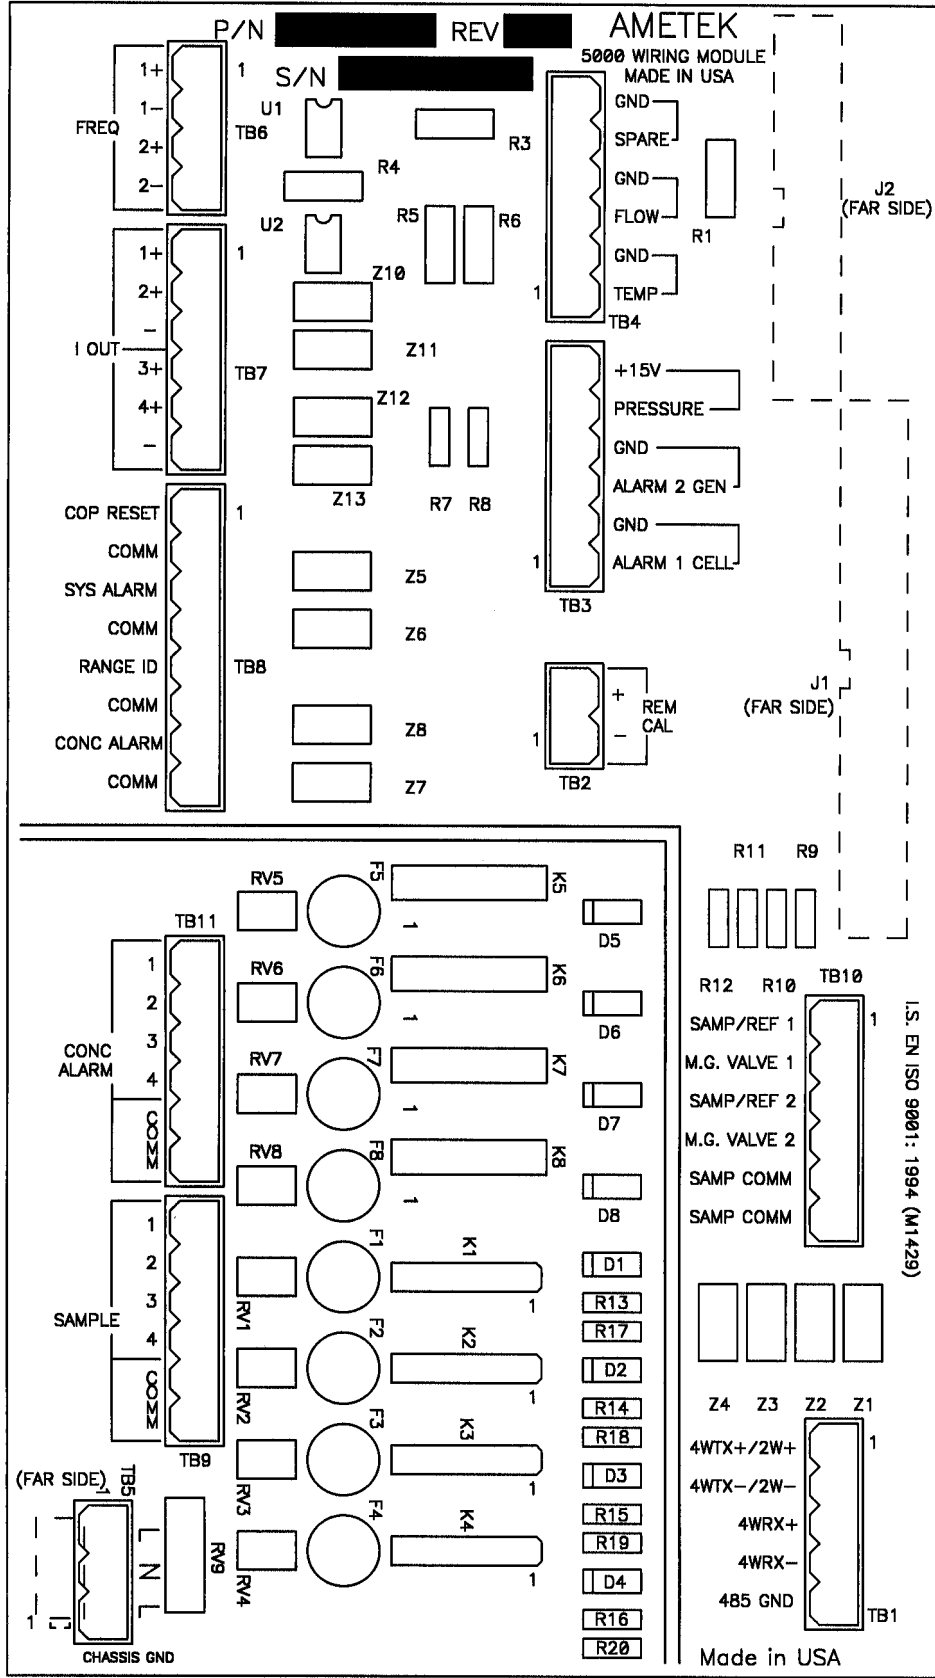 P/N REV AMETEK
5000 WIRING MODULE
MADE IN USA
S/N
FREQ
1+
1-
2+
2-
1
TB6
U1
R3
R4
U2
R5
R6
GND
SPARE
GND
FLOW
GND
TEMP
1
TB4
R1
J2
(FAR SIDE)
I OUT
1+
2+
-
3+
4+
-
1
TB7
Z10
Z11
Z12
Z13
R7
R8
+15V
PRESSURE
GND
ALARM 2 GEN
GND
ALARM 1 CELL
1
TB3
COP RESET
COMM
SYS ALARM
COMM
RANGE ID
COMM
CONC ALARM
COMM
1
TB8
Z5
Z6
Z8
Z7
+
-
REM
CAL
1
TB2
J1
(FAR SIDE)
R11
R9
R12
R10
TB11
CONC
ALARM
1
2
3
4
COMM
RV5
F5
K5
1
D5
RV6
F6
K6
1
D6
RV7
F7
K7
1
D7
RV8
F8
K8
1
D8
TB10
1
SAMP/REF 1
M.G. VALVE 1
SAMP/REF 2
M.G. VALVE 2
SAMP COMM
SAMP COMM
I.S. EN ISO 9001: 1994 (M1429)
SAMPLE
1
2
3
4
COMM
TB9
RV1
F1
K1
1
D1
R13
R17
RV2
F2
K2
1
D2
R14
R18
RV3
F3
K3
1
D3
R15
R19
RV4
F4
K4
1
D4
R16
R20
Z4
Z3
Z2
Z1
4WTX+/2W+
4WTX-/2W-
4WRX+
4WRX-
485 GND
1
TB1
(FAR SIDE)
1
TB5
L
N
L
RV9
1
CHASSIS GND
Made in USA